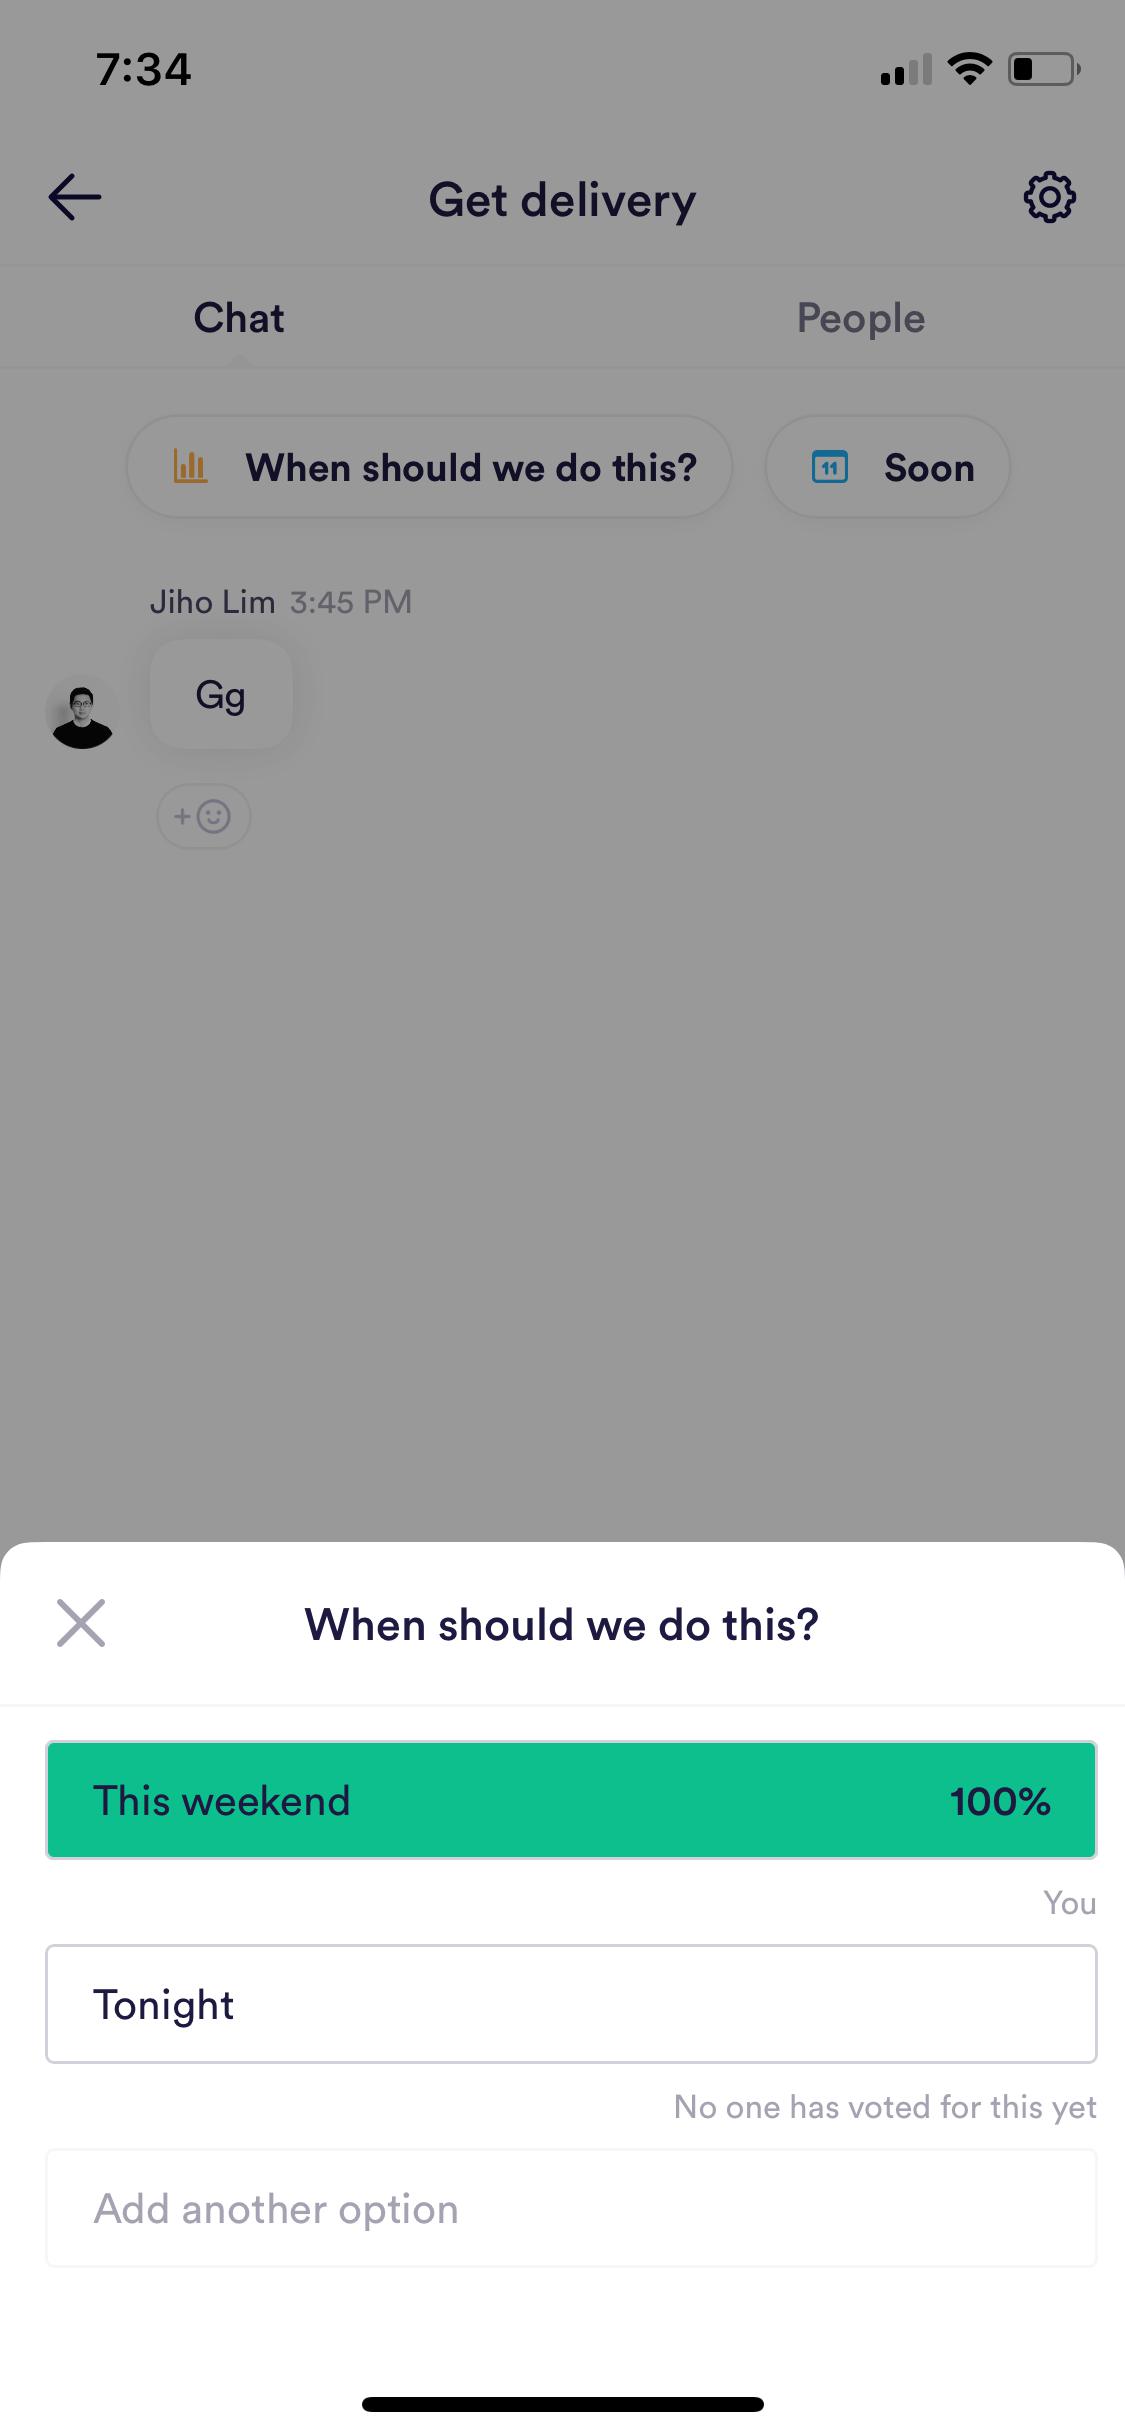 7:34
Get delivery
Chat
People
When should we do this?
11
Soon
Jiho Lim 3:45 PM
Gg
+
When should we do this?
This weekend 100%
You
Tonight
No one has voted for this yet
Add another option